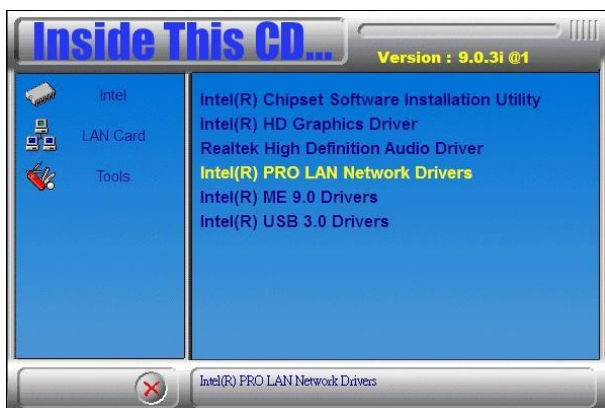 Inside This CD...
Version : 9.0.3i @1
Intel
LAN Card
Tools
Intel(R) Chipset Software Installation Utility
Intel(R) HD Graphics Driver
Realtek High Definition Audio Driver
Intel(R) PRO LAN Network Drivers
Intel(R) ME 9.0 Drivers
Intel(R) USB 3.0 Drivers
Intel(R) PRO LAN Network Drivers